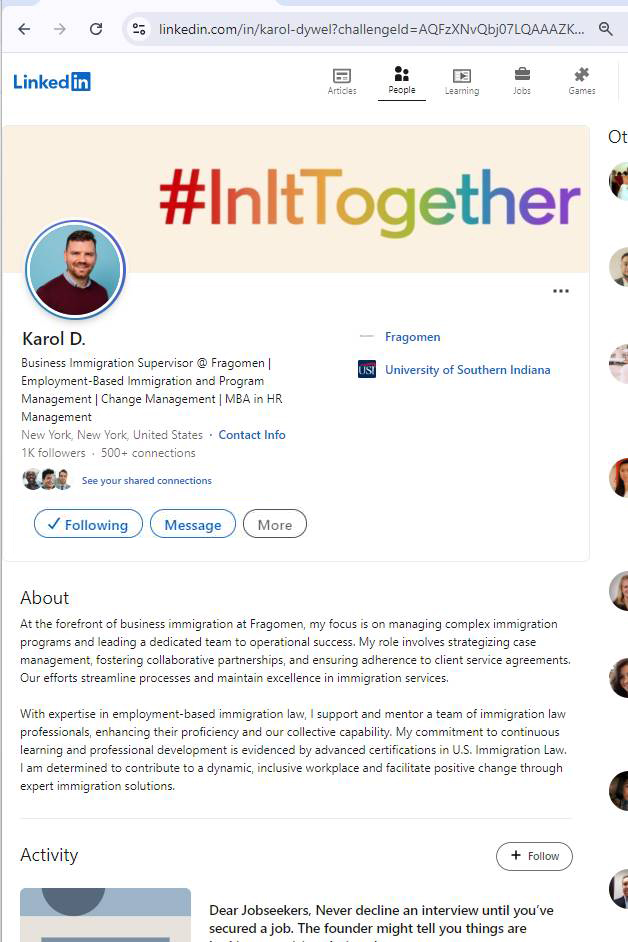 linkedin.com/in/karol-dywel?challengeId=AQFzXNvQbj07LQAAAZK...
Linkedin
Articles
People
Learning
Jobs
Games
#InItTogether
Karol D.
Business Immigration Supervisor @ Fragomen |
Employment-Based Immigration and Program
Management | Change Management | MBA in HR
Management
New York, New York, United States · Contact Info
1K followers · 500+ connections
See your shared connections
Fragomen
USI
University of Southern Indiana
Following
Message
More
About
At the forefront of business immigration at Fragomen, my focus is on managing complex immigration
programs and leading a dedicated team to operational success. My role involves strategizing case
management, fostering collaborative partnerships, and ensuring adherence to client service agreements.
Our efforts streamline processes and maintain excellence in immigration services.
With expertise in employment-based immigration law, I support and mentor a team of immigration law
professionals, enhancing their proficiency and our collective capability. My commitment to continuous
learning and professional development is evidenced by advanced certifications in U.S. Immigration Law.
I am determined to contribute to a dynamic, inclusive workplace and facilitate positive change through
expert immigration solutions.
Activity
+ Follow
Dear Jobseekers, Never decline an interview until you've
secured a job. The founder might tell you things are
Ot